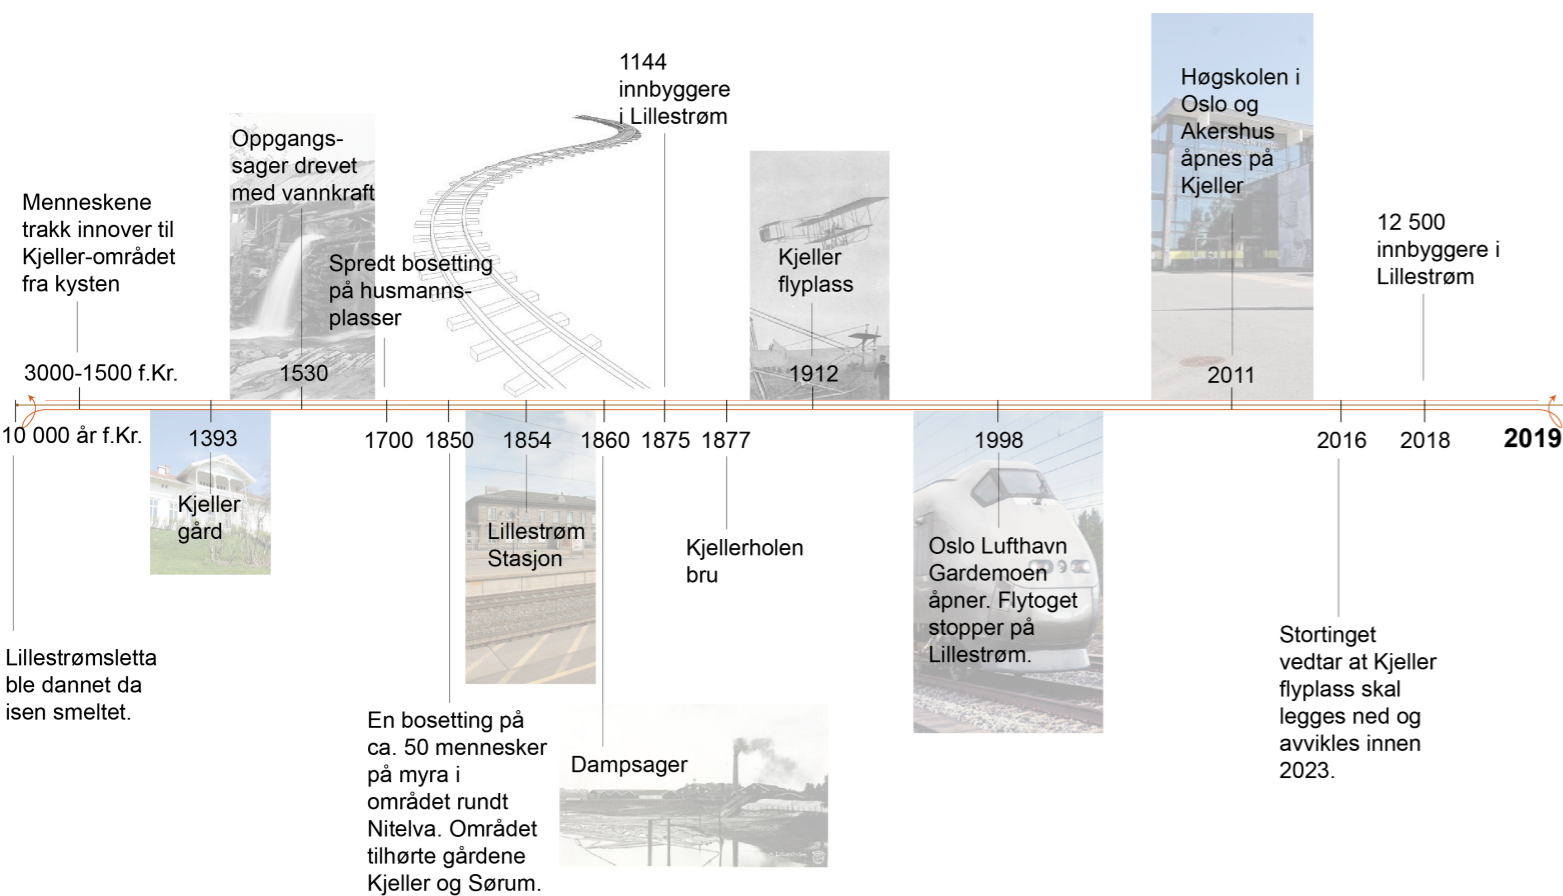 Menneskene
trakk innover til
Kjeller-området
fra kysten
3000-1500 f.Kr.
Oppgangs-
sager drevet
med vannkraft
1530
Spredt bosetting
på husmanns-
plasser
1144
innbyggere
i Lillestrøm
Kjeller
flyplass
1912
Høgskolen i
Oslo og
Akershus
åpnes på
Kjeller
2011
12 500
innbyggere i
Lillestrøm
10 000 år f.Kr.
1393
1700
1850
1854
1860
1875
1877
1998
2016
2018
2019
Lillestrømsletta
ble dannet da
isen smeltet.
Kjeller
gård
En bosetting på
ca. 50 mennesker
på myra i
området rundt
Nitelva. Området
tilhørte gårdene
Kjeller og Sørum.
Lillestrøm
Stasjon
Dampsager
Kjellerholen
bru
Oslo Lufthavn
Gardemoen
åpner. Flytoget
stopper på
Lillestrøm.
Stortinget
vedtar at Kjeller
flyplass skal
legges ned og
avvikles innen
2023.